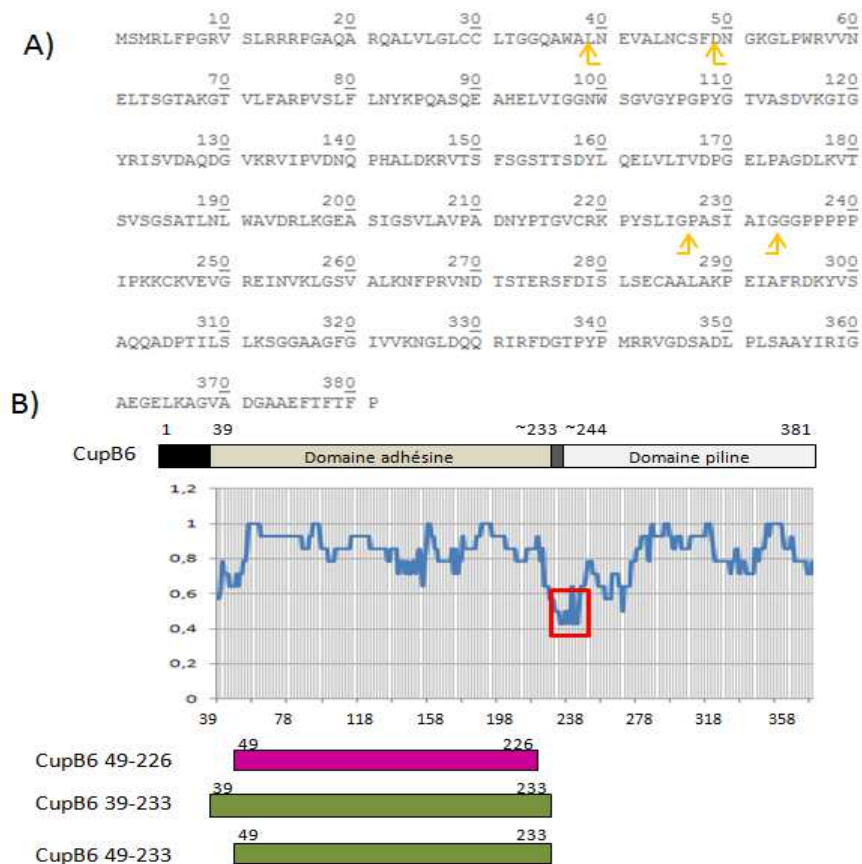 A)
10 20 30 40 50 60
MSMRLFPGRV SLRRRPGAQA RQALVLGLCC LTGGQAWALN EVALNCSFDN GKGLPWRVVN
70 80 90 100 110 120
ELTSGTAKGT VLFARPVSLF LNYKPQASQE AHELVIGGNW SGVGYPGPYG TVASDVKGIG
130 140 150 160 170 180
YRISVDAQDG VKRVIPVDNQ PHALDKRVTS FSGSTTSDYL QELVLTVDPG ELPAGDLKVT
190 200 210 220 230 240
SVSGSATLNL WAVDRLKGEA SIGSVLAVPA DNYPTGVCRK PYSLIGPASI AIGGGPPPPP
250 260 270 280 290 300
IPKKCKVEVG REINVKLGSV ALKNFPRVND TSTERSFDIS LSECAALAKP EIAFRDKYVS
310 320 330 340 350 360
AQQADPTILS LKSGGAAGFG IVVKNGLDQQ RIRFDGTPYP MRRVGDSADL PLSAAYIRIG
370 380
AEGELKAGVA DGAAEFTFTF P
B)
1 39 ~233 ~244 381
CupB6 Domaine adhésine Domaine piline
1,2
1
0,8
0,6
0,4
0,2
0
39 78 118 158 198 238 278 318 358
49 226
CupB6 49-226
39 233
CupB6 39-233
49 233
CupB6 49-233